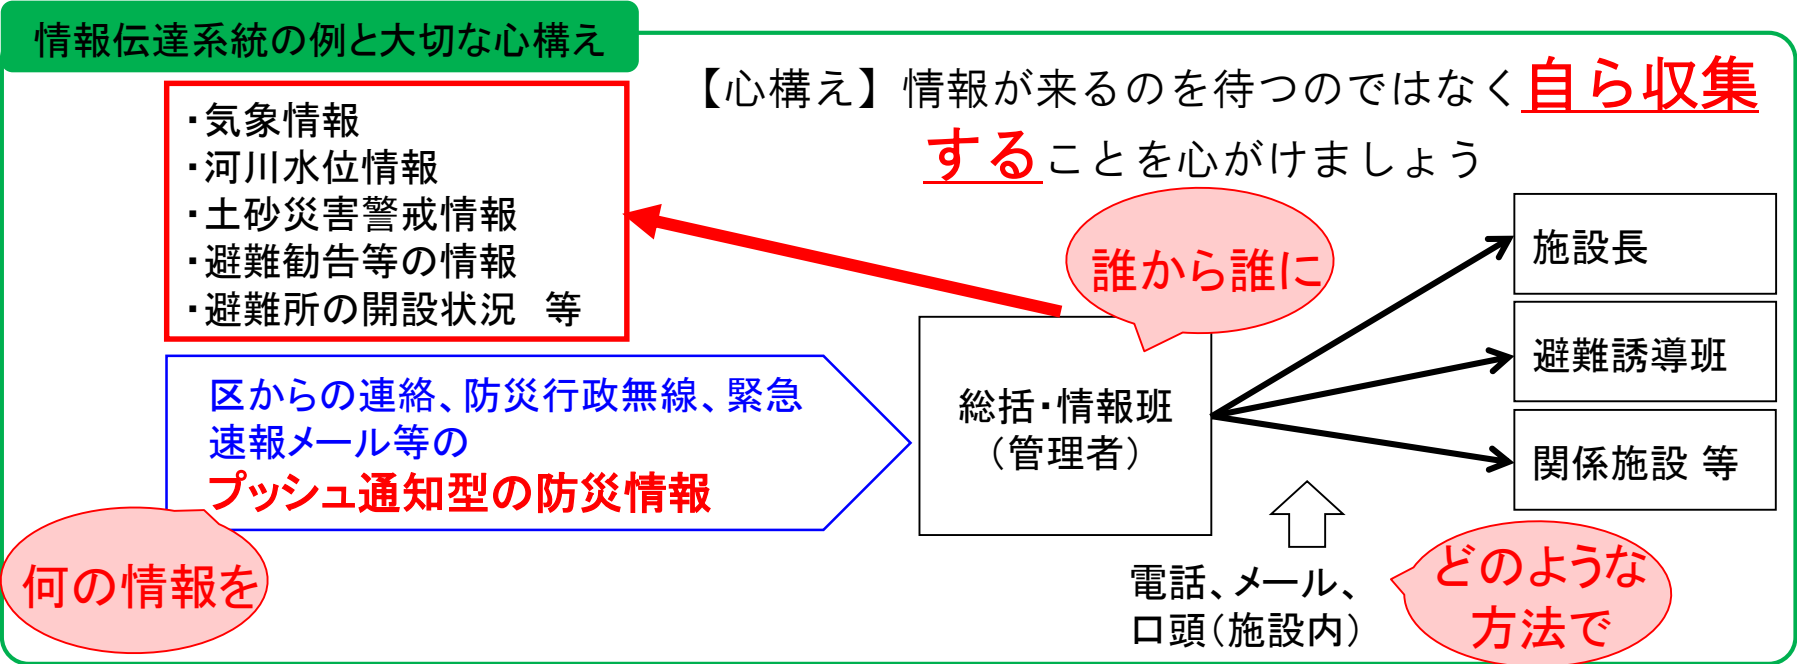 情報伝達系統の例と大切な心構え
【心構え】情報が来るのを待つのではなく自ら収集
することを心がけましょう
・気象情報
・河川水位情報
・土砂災害警戒情報
・避難勧告等の情報
・避難所の開設状況　等
区からの連絡、防災行政無線、緊急
速報メール等の
プッシュ通知型の防災情報
何の情報を
誰から誰に
総括・情報班
（管理者）
施設長
避難誘導班
関係施設 等
電話、メール、
口頭（施設内）
どのような
方法で